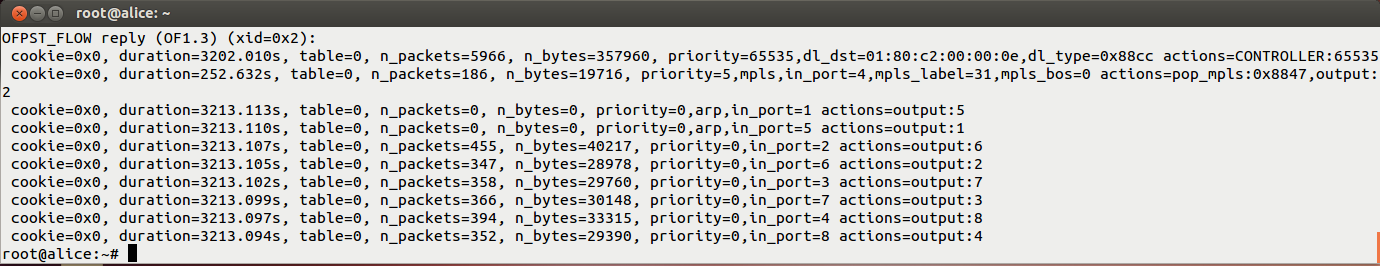 root@alice: ~
OFPST_FLOW reply (OF1.3) (xid=0x2):
cookie=0x0, duration=3202.010s, table=0, n_packets=5966, n_bytes=357960, priority=65535,dl_dst=01:80:c2:00:00:0e,dl_type=0x88cc actions=CONTROLLER:65535
cookie=0x0, duration=252.632s, table=0, n_packets=186, n_bytes=19716, priority=5,mpls,in_port=4,mpls_label=31,mpls_bos=0 actions=pop_mpls:0x8847,output:
2
cookie=0x0, duration=3213.113s, table=0, n_packets=0, n_bytes=0, priority=0,arp,in_port=1 actions=output:5
cookie=0x0, duration=3213.110s, table=0, n_packets=0, n_bytes=0, priority=0,arp,in_port=5 actions=output:1
cookie=0x0, duration=3213.107s, table=0, n_packets=455, n_bytes=40217, priority=0,in_port=2 actions=output:6
cookie=0x0, duration=3213.105s, table=0, n_packets=347, n_bytes=28978, priority=0,in_port=6 actions=output:2
cookie=0x0, duration=3213.102s, table=0, n_packets=358, n_bytes=29760, priority=0,in_port=3 actions=output:7
cookie=0x0, duration=3213.099s, table=0, n_packets=366, n_bytes=30148, priority=0,in_port=7 actions=output:3
cookie=0x0, duration=3213.097s, table=0, n_packets=394, n_bytes=33315, priority=0,in_port=4 actions=output:8
cookie=0x0, duration=3213.094s, table=0, n_packets=352, n_bytes=29390, priority=0,in_port=8 actions=output:4
root@alice:~#